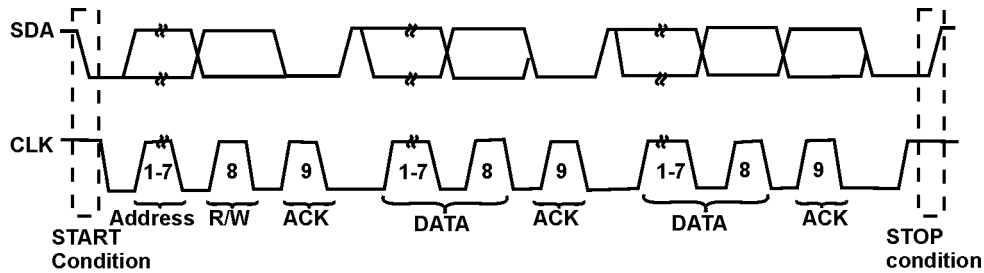 SDA
CLK
1-7 8 9 1-7 8 9 1-7 8 9
Address R/W ACK DATA ACK DATA ACK
START
Condition
STOP
condition